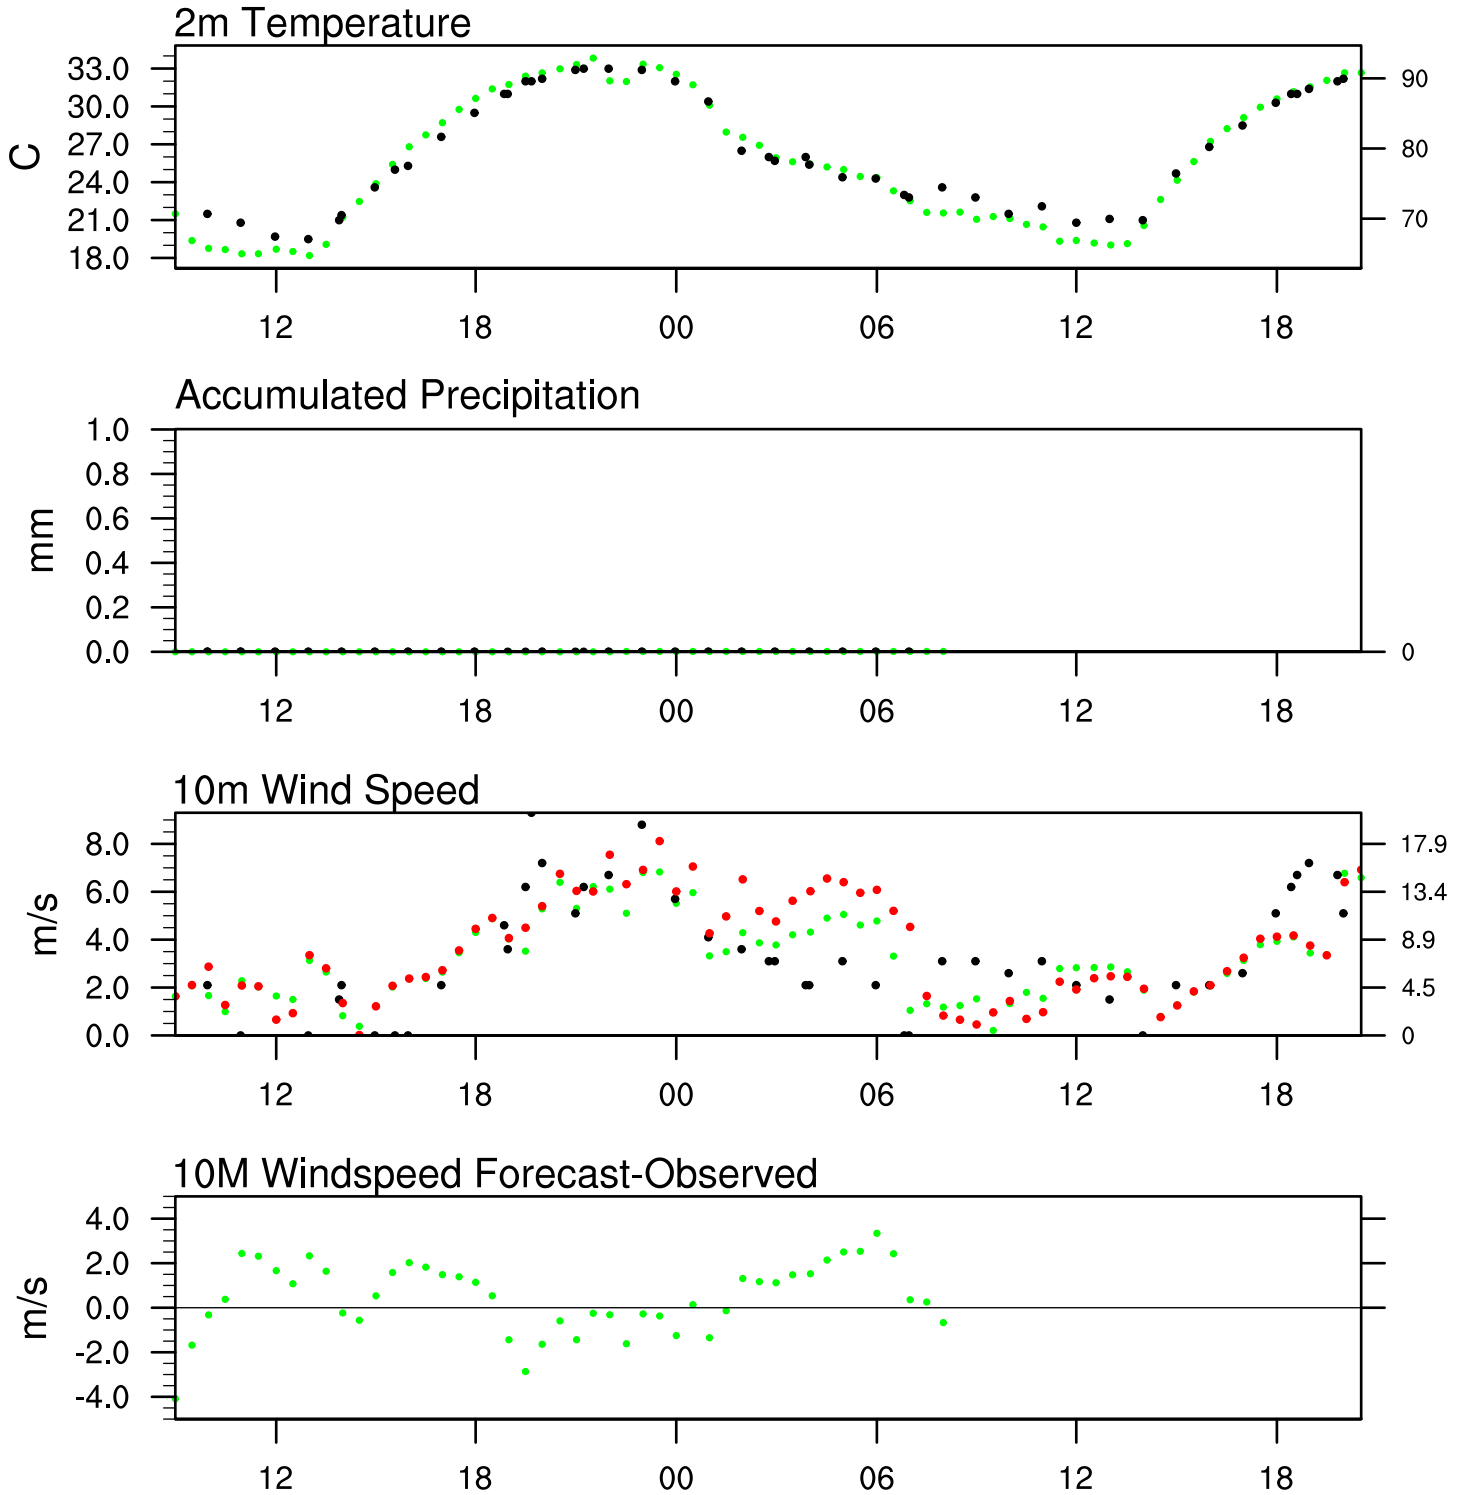 2m Temperature
33.0
30.0
27.0
24.0
21.0
18.0
C
90
80
70
12 18 00 06 12 18
Accumulated Precipitation
1.0
0.8
0.6
0.4
0.2
0.0
mm
0
12 18 00 06 12 18
10m Wind Speed
8.0
6.0
4.0
2.0
0.0
m/s
17.9
13.4
8.9
4.5
0
12 18 00 06 12 18
10M Windspeed Forecast-Observed
4.0
2.0
0.0
-2.0
-4.0
m/s
12 18 00 06 12 18